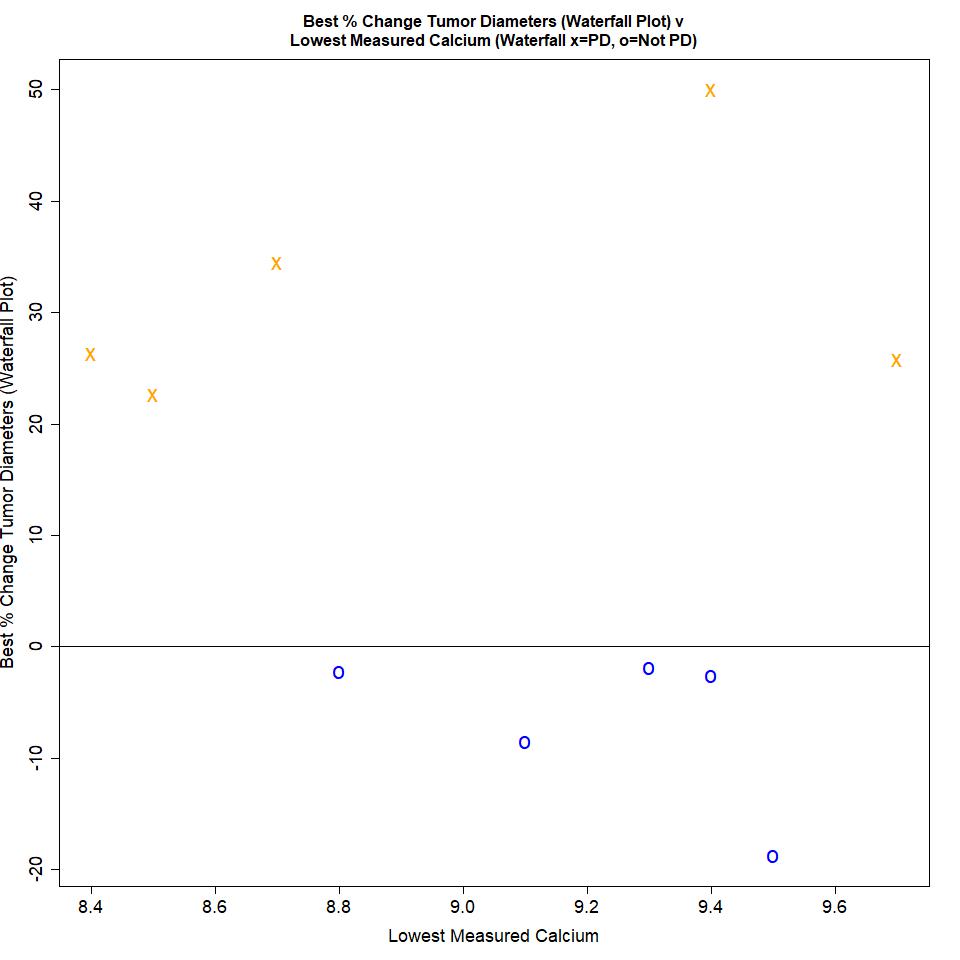 Best % Change Tumor Diameters (Waterfall Plot) v
Lowest Measured Calcium (Waterfall x=PD, o=Not PD)
Best % Change Tumor Diameters (Waterfall Plot)
50
40
30
20
10
0
-10
-20
x
x
x
x
x
o
o
o
o
o
8.4 8.6 8.8 9.0 9.2 9.4 9.6
Lowest Measured Calcium